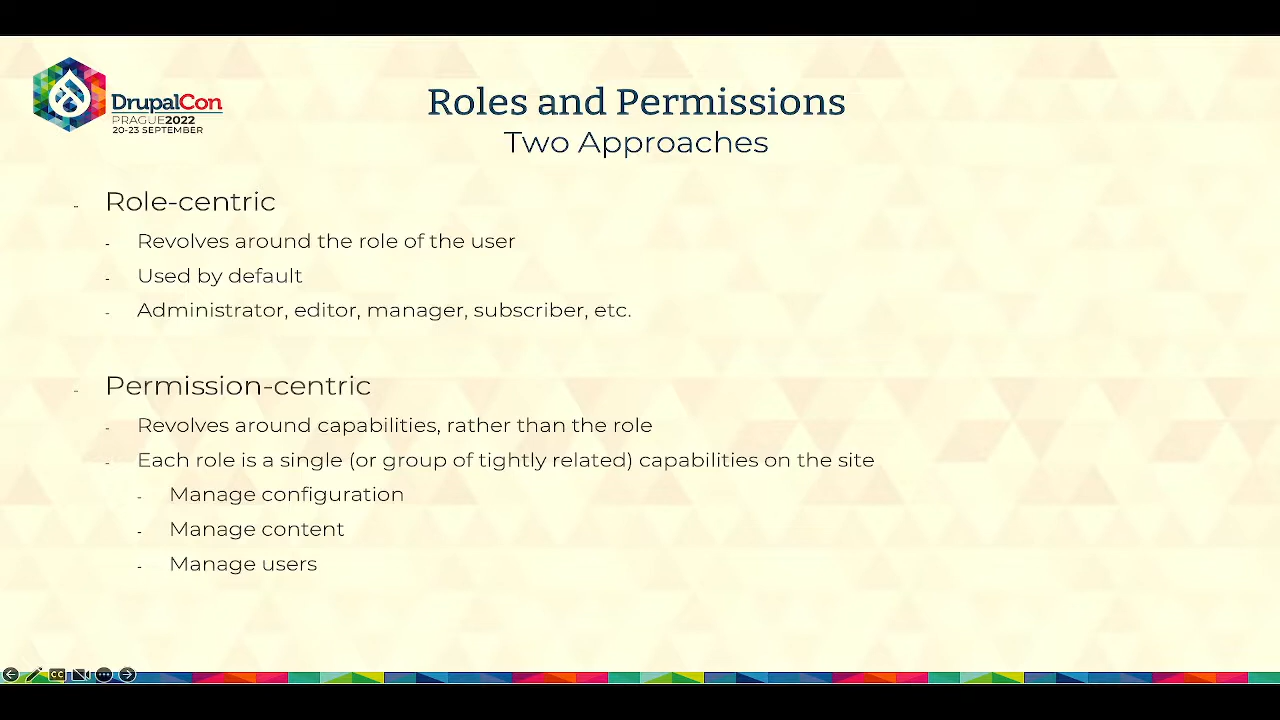 DrupalCon
PRAGUE2022
20-23 SEPTEMBER
Roles and Permissions
Two Approaches
- Role-centric
- Revolves around the role of the user
- Used by default
- Administrator, editor, manager, subscriber, etc.
- Permission-centric
- Revolves around capabilities, rather than the role
- Each role is a single (or group of tightly related) capabilities on the site
- Manage configuration
- Manage content
- Manage users
CC